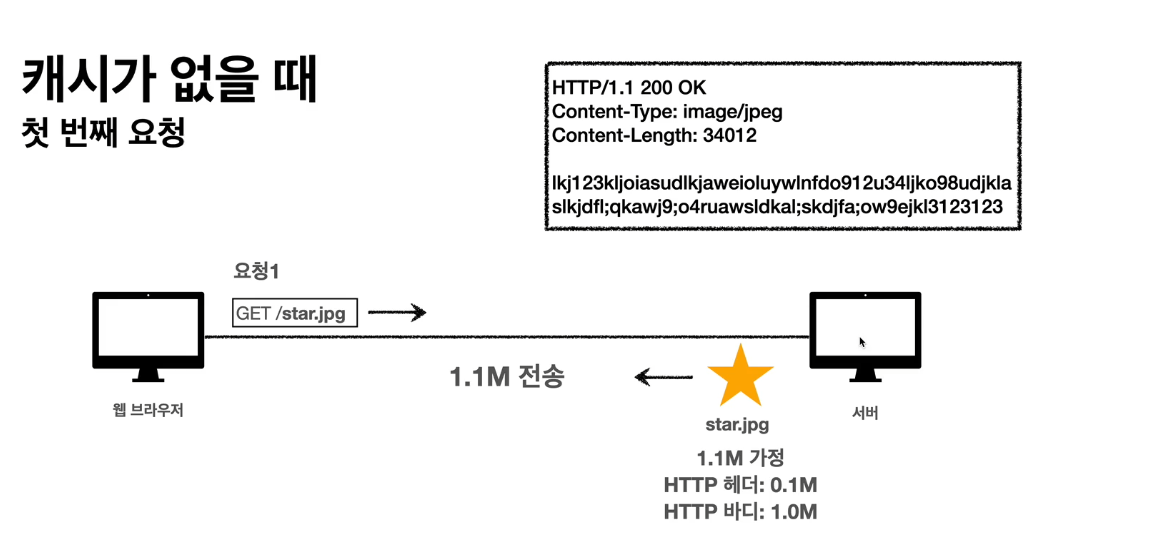 캐시가 없을 때
첫 번째 요청
HTTP/1.1 200 OK
Content-Type: image/jpeg
Content-Length: 34012
lkj123kljoiasudlkjaweioluywlnfdo912u34ljko98udjkla
slkjdfl;qkawj9;o4ruawsldkal;skdjfa;ow9ejkl3123123
요청1
GET /star.jpg
1.1M 전송
웹 브라우저
서버
star.jpg
1.1M 가정
HTTP 헤더: 0.1M
HTTP 바디: 1.0M